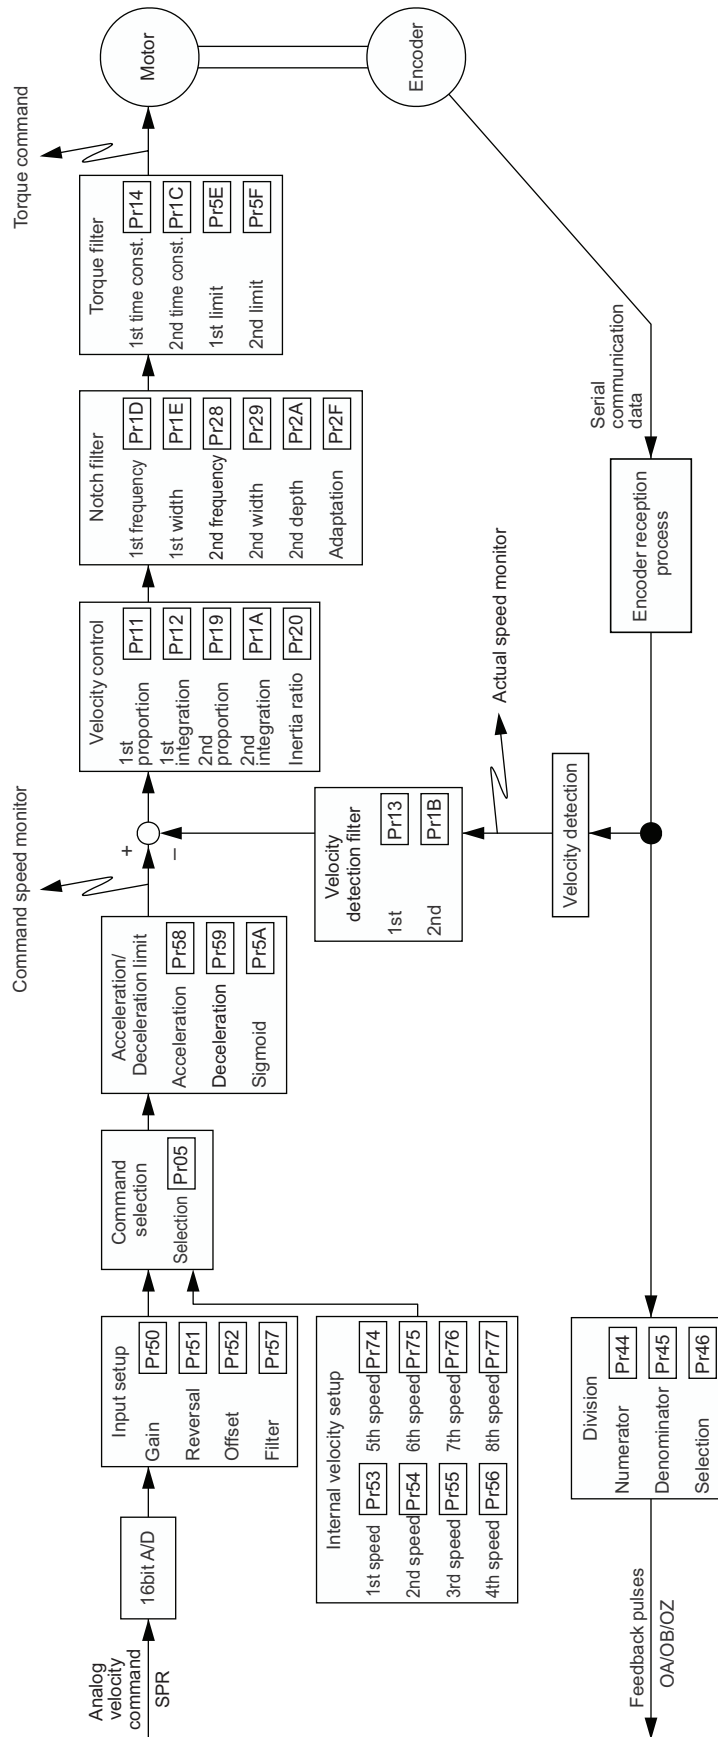 Analog
velocity
command
SPR
16bit A/D
Input setup
Gain Pr50
Reversal Pr51
Offset Pr52
Filter Pr57
Internal velocity setup
1st speed Pr53 5th speed Pr74
2nd speed Pr54 6th speed Pr75
3rd speed Pr55 7th speed Pr76
4th speed Pr56 8th speed Pr77
Command
selection
Selection Pr05
Acceleration/
Deceleration limit
Acceleration Pr58
Deceleration Pr59
Sigmoid Pr5A
Command speed monitor
+
–
Velocity control
1st
proportion Pr11
1st
integration Pr12
2nd
proportion Pr19
2nd
integration Pr1A
Inertia ratio Pr20
Notch filter
1st frequency Pr1D
1st width Pr1E
2nd frequency Pr28
2nd width Pr29
2nd depth Pr2A
Adaptation Pr2F
Torque filter
1st time const. Pr14
2nd time const. Pr1C
1st limit Pr5E
2nd limit Pr5F
Torque command
Motor
Encoder
Velocity
detection filter
1st Pr13
2nd Pr1B
Actual speed monitor
Velocity detection
Serial
communication
data
Encoder reception
process
Division
Numerator Pr44
Denominator Pr45
Selection Pr46
Feedback pulses
OA/OB/OZ